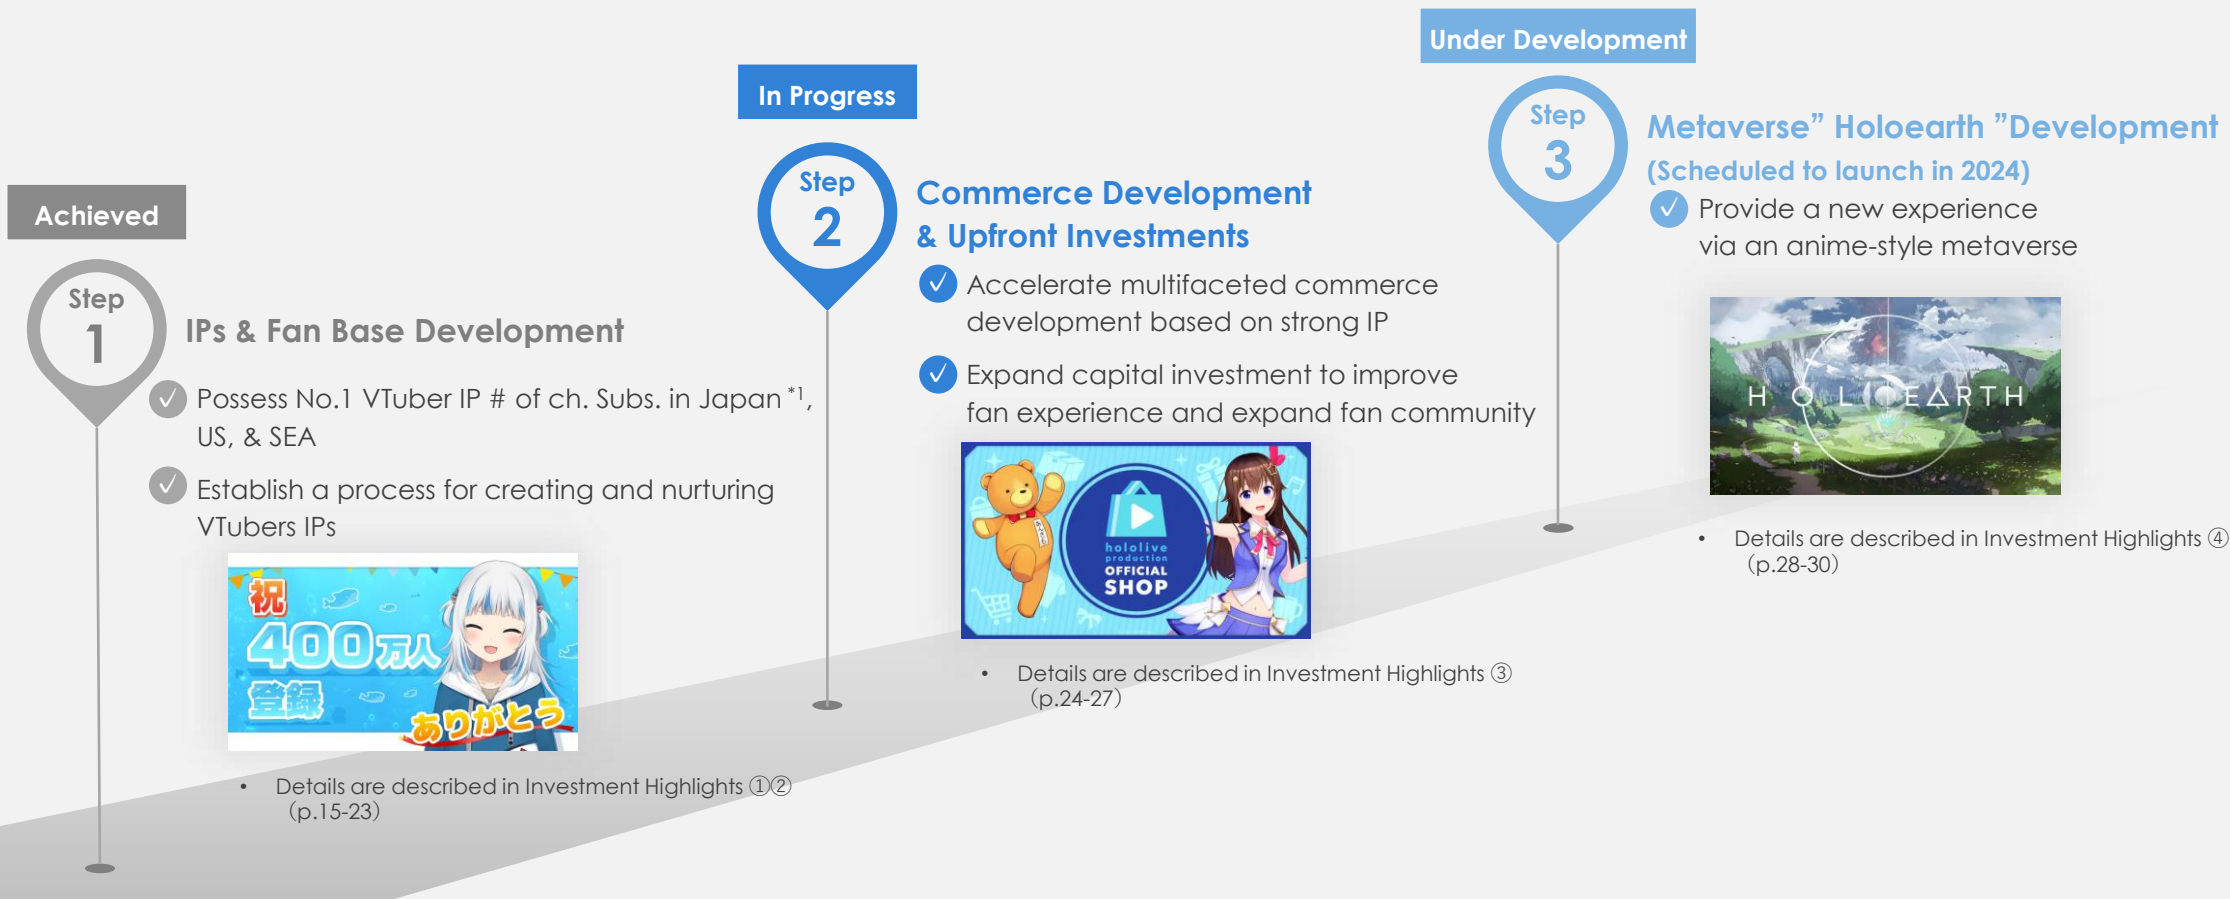 Achieved
Step
1
IPs & Fan Base Development
✓ Possess No.1 VTuber IP # of ch. Subs. in Japan *1,
US, & SEA
✓ Establish a process for creating and nurturing
VTubers IPs
祝
400万人
登録
ありがとう
• Details are described in Investment Highlights ①②
（p.15-23）
In Progress
Step
2
Commerce Development
& Upfront Investments
✓ Accelerate multifaceted commerce
development based on strong IP
✓ Expand capital investment to improve
fan experience and expand fan community
hololive
production
OFFICIAL
SHOP
• Details are described in Investment Highlights ③
（p.24-27）
Under Development
Step
3
Metaverse” Holoearth ”Development
(Scheduled to launch in 2024)
✓ Provide a new experience
via an anime-style metaverse
HOLOEARTH
• Details are described in Investment Highlights ④
（p.28-30）